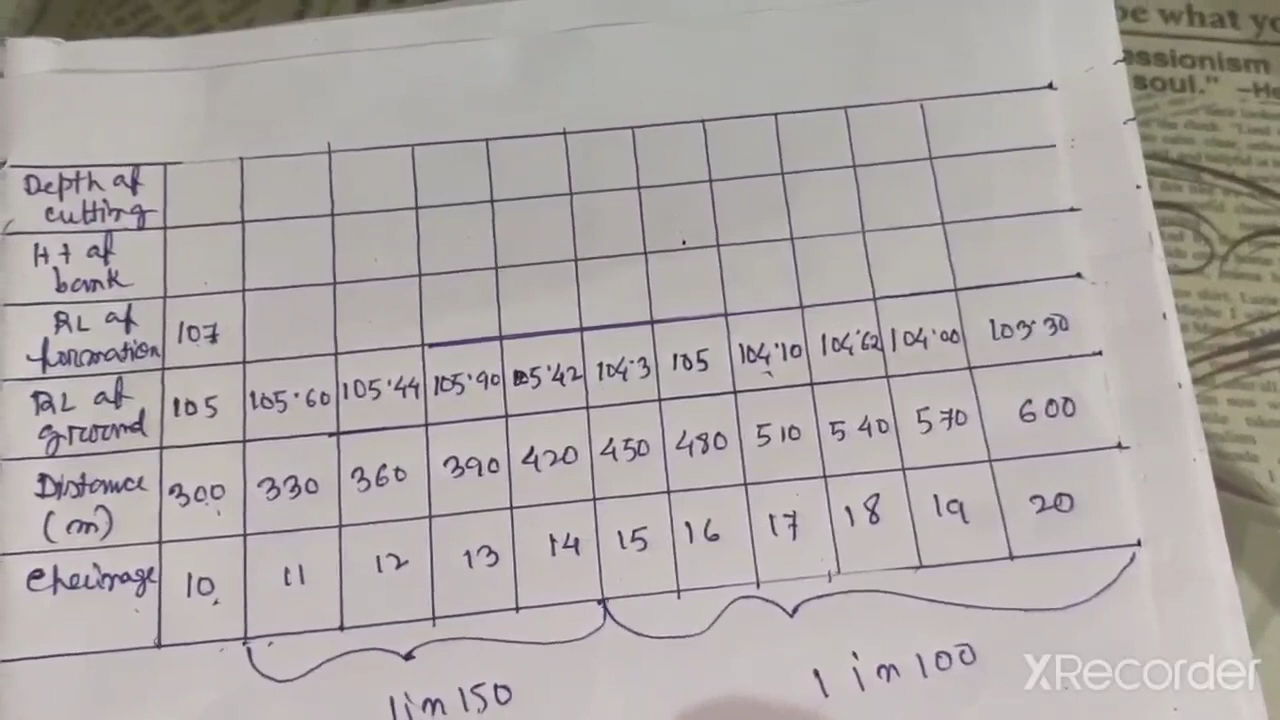 be what yo
essionism
soul." –He
Depth of
cutting
Ht of
bank
RL of
formation 107
RL of
ground 105 105.60 105.44 105.90 105.42 104.3 105 104.10 104.62 104.00 103.30
Distance
(m) 300 330 360 390 420 450 480 510 540 570 600
Chainage 10 11 12 13 14 15 16 17 18 19 20
1 in 150
1 in 100
XRecorder